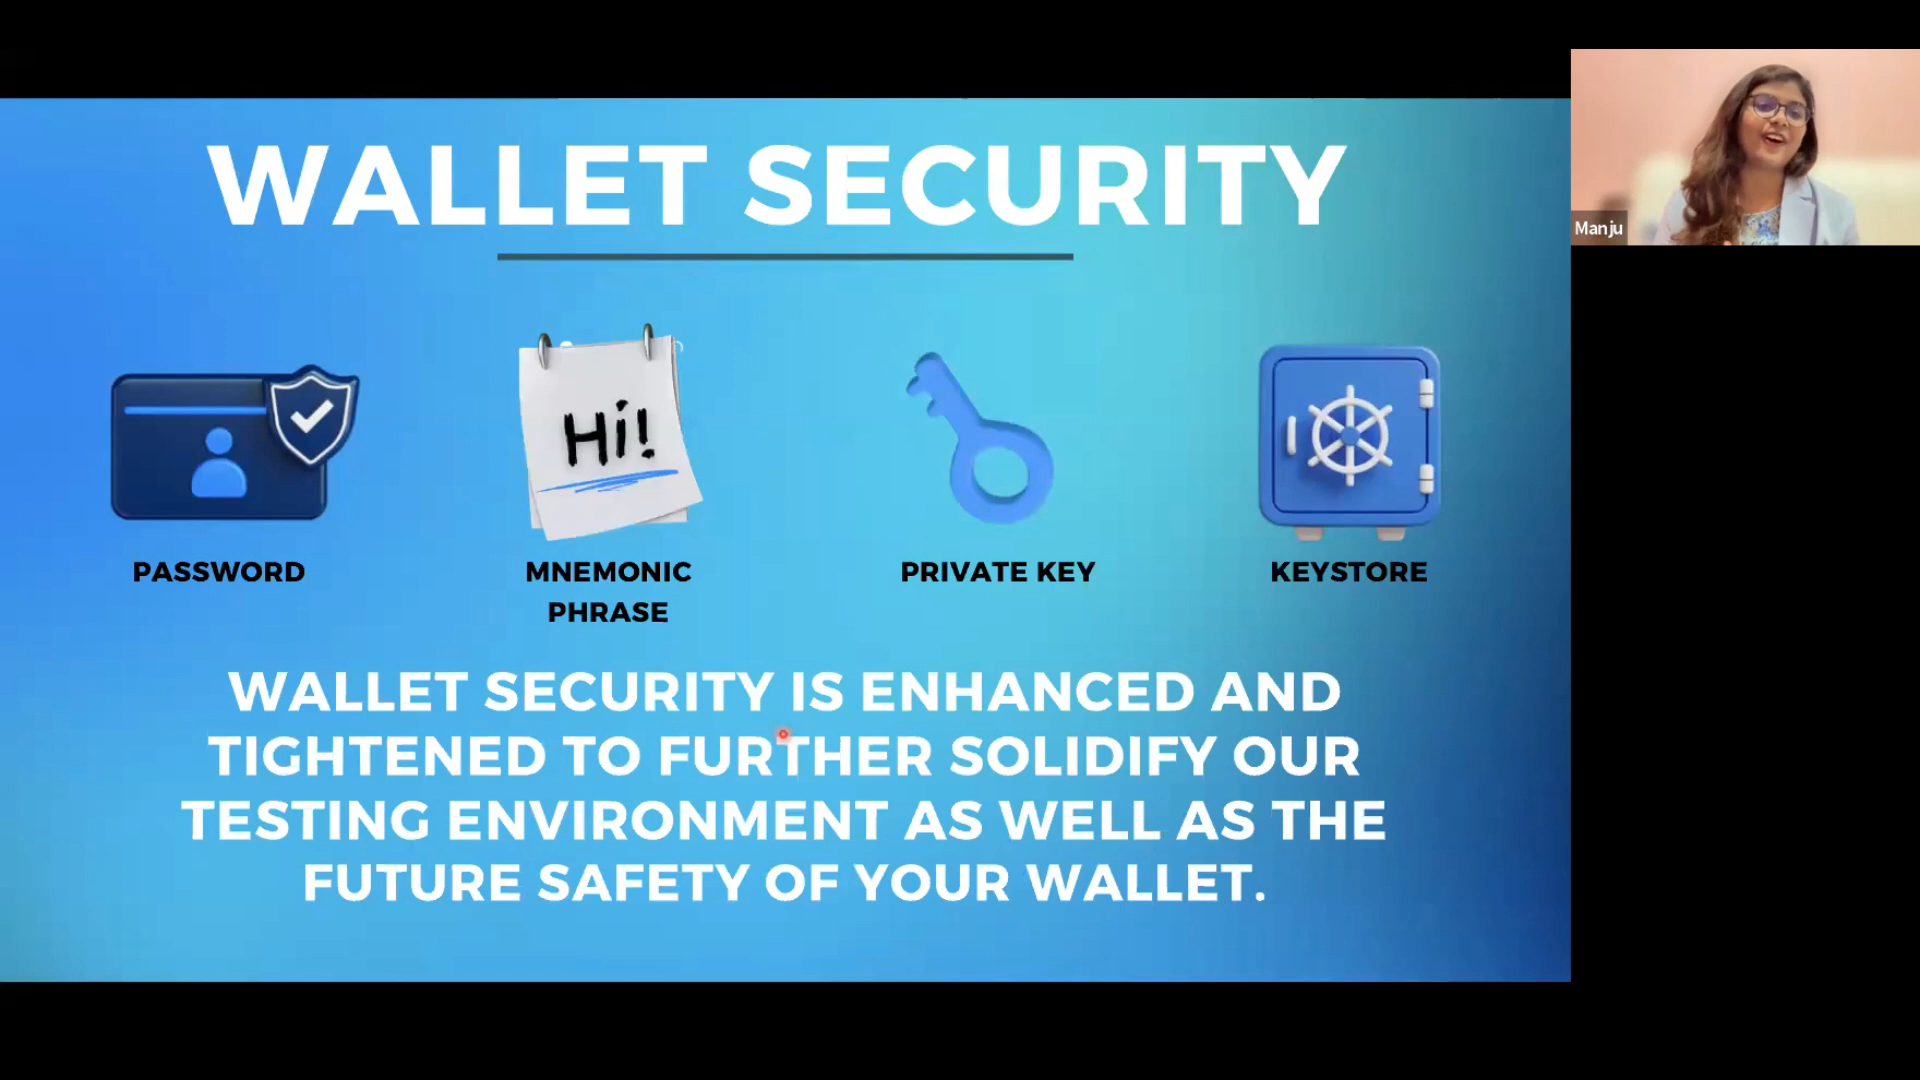 WALLET SECURITY
Manju
Hi!
PASSWORD
MNEMONIC
PHRASE
PRIVATE KEY
KEYSTORE
WALLET SECURITY IS ENHANCED AND
TIGHTENED TO FURTHER SOLIDIFY OUR
TESTING ENVIRONMENT AS WELL AS THE
FUTURE SAFETY OF YOUR WALLET.